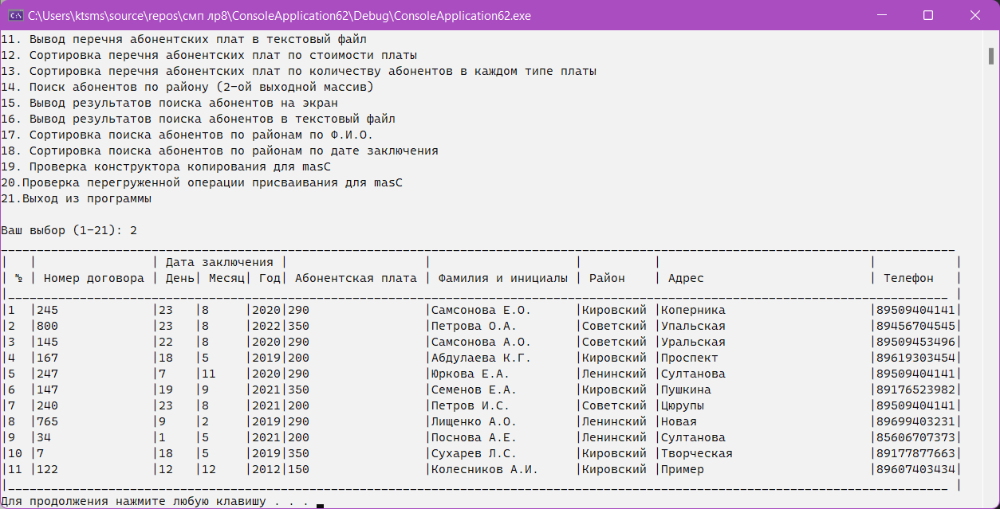 C:\Users\ktsms\source\repos\смп лр8\ConsoleApplication62\Debug\ConsoleApplication62.exe
11. Вывод перечня абонентских плат в текстовый файл
12. Сортировка перечня абонентских плат по стоимости платы
13. Сортировка перечня абонентских плат по количеству абонентов в каждом типе платы
14. Поиск абонентов по району (2-ой выходной массив)
15. Вывод результатов поиска абонентов на экран
16. Вывод результатов поиска абонентов в текстовый файл
17. Сортировка поиска абонентов по районам по Ф.И.О.
18. Сортировка поиска абонентов по районам по дате заключения
19. Проверка конструктора копирования для masC
20.Проверка перегруженной операции присваивания для masC
21.Выход из программы
Ваш выбор (1-21): 2
| | | Дата заключения | | | | |
| № | Номер договора | День| Месяц| Год| Абонентская плата | Фамилия и инициалы | Район | Адрес | Телефон |
|1 |245 |23 |8 |2020|290 |Самсонова Е.О. |Кировский |Коперника |89509404141|
|2 |800 |23 |8 |2022|350 |Петрова О.А. |Советский |Упальская |89456704545|
|3 |145 |22 |8 |2020|290 |Самсонова А.О. |Советский |Уральская |89509453496|
|4 |167 |18 |5 |2019|200 |Абдулаева К.Г. |Кировский |Проспект |89619303454|
|5 |247 |7 |11 |2020|290 |Юркова Е.А. |Ленинский |Султанова |89509404141|
|6 |147 |19 |9 |2021|350 |Семенов Е.А. |Кировский |Пушкина |89176523982|
|7 |240 |23 |8 |2021|200 |Петров И.С. |Советский |Цюрупы |89509404141|
|8 |765 |9 |2 |2019|290 |Лищенко А.О. |Ленинский |Новая |89699403231|
|9 |34 |1 |5 |2021|200 |Поснова А.Е. |Ленинский |Султанова |85606707373|
|10 |7 |18 |5 |2019|350 |Сухарев Л.С. |Кировский |Творческая |89177877663|
|11 |122 |12 |12 |2012|150 |Колесников А.И. |Кировский |Пример |89607403434|
Для продолжения нажмите любую клавишу . . .